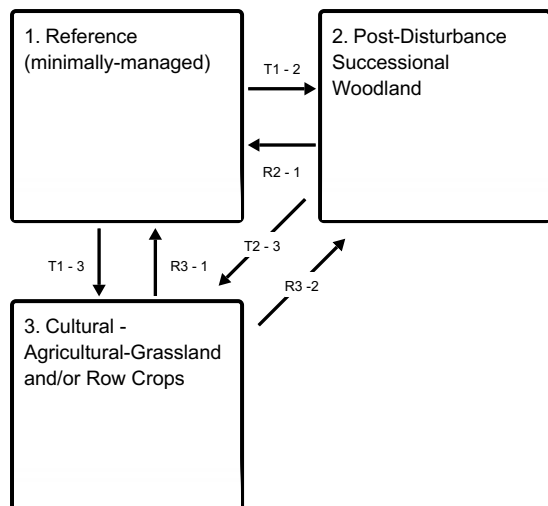 1. Reference
(minimally-managed)
2. Post-Disturbance
Successional
Woodland
T1 - 2
R2 - 1
T1 - 3
R3 - 1
T2 - 3
R3 -2
3. Cultural -
Agricultural-Grassland
and/or Row Crops